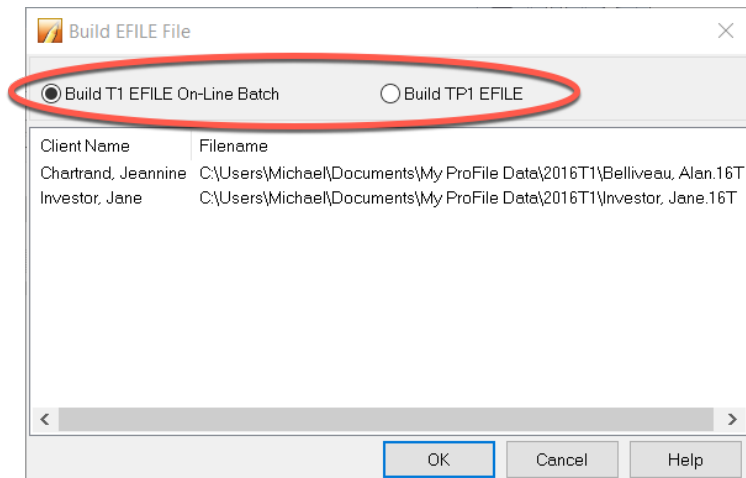 Build EFILE File
Build T1 EFILE On-Line Batch Build TP1 EFILE
Client Name Filename
Chartrand, Jeannine C:\Users\Michael\Documents\My ProFile Data\2016T1\Belliveau, Alan.16T
Investor, Jane C:\Users\Michael\Documents\My ProFile Data\2016T1\Investor, Jane.16T
OK Cancel Help